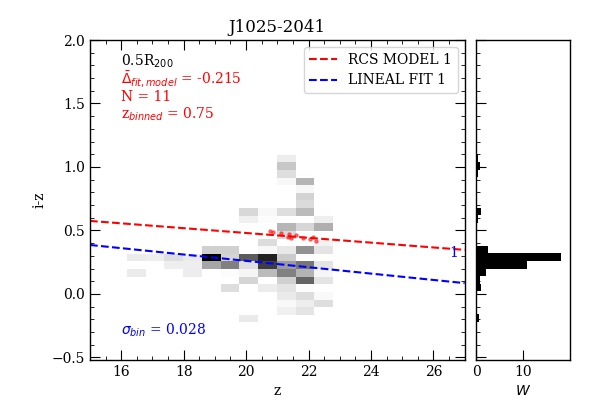 J1025-2041
0.5R200
Δ̄fit,model = -0.215
N = 11
zbinned = 0.75
RCS MODEL 1
LINEAL FIT 1
2.0
1.5
1.0
0.5
0.0
−0.5
i-z
1
σbin = 0.028
16 18 20 22 24 26
0 10
z
W